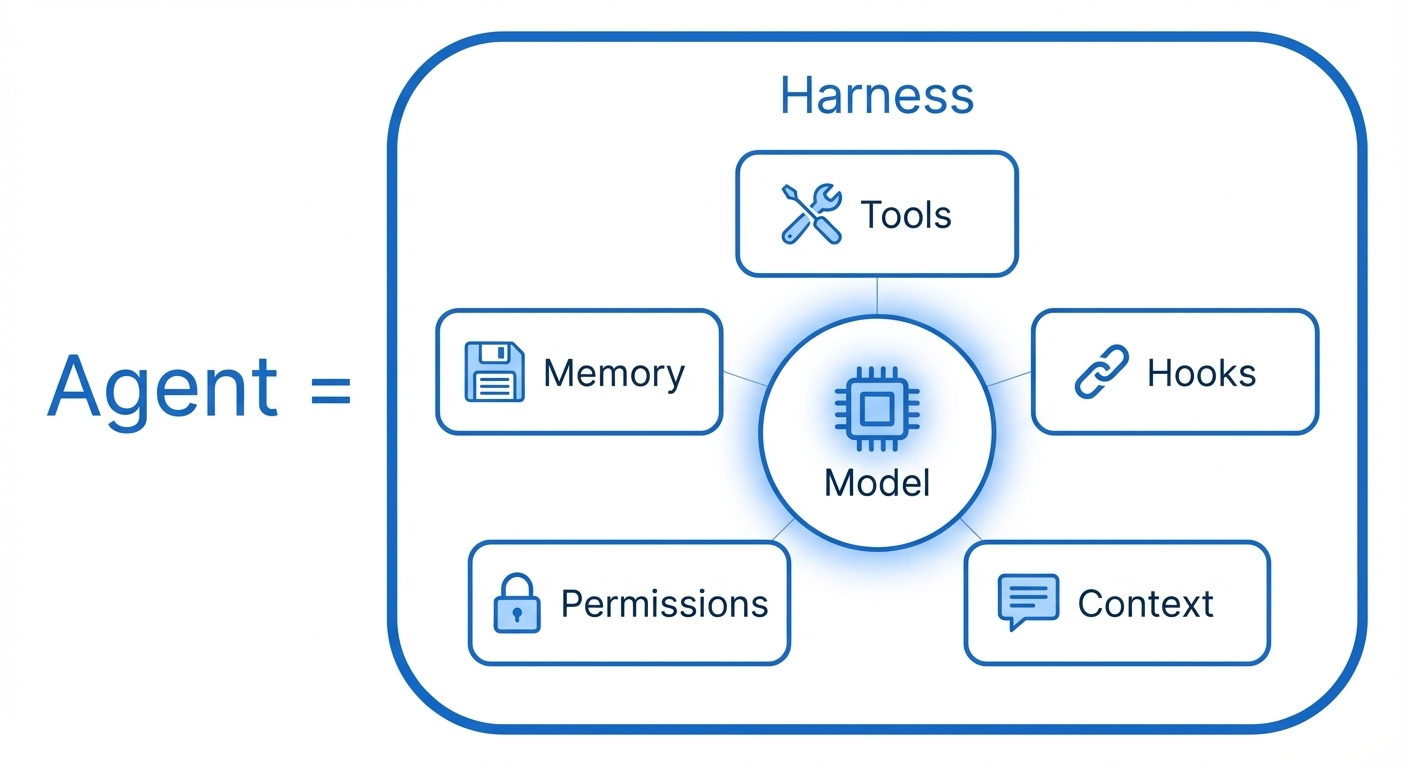 Harness
Tools
Memory
Hooks
Agent =
Model
Permissions
Context